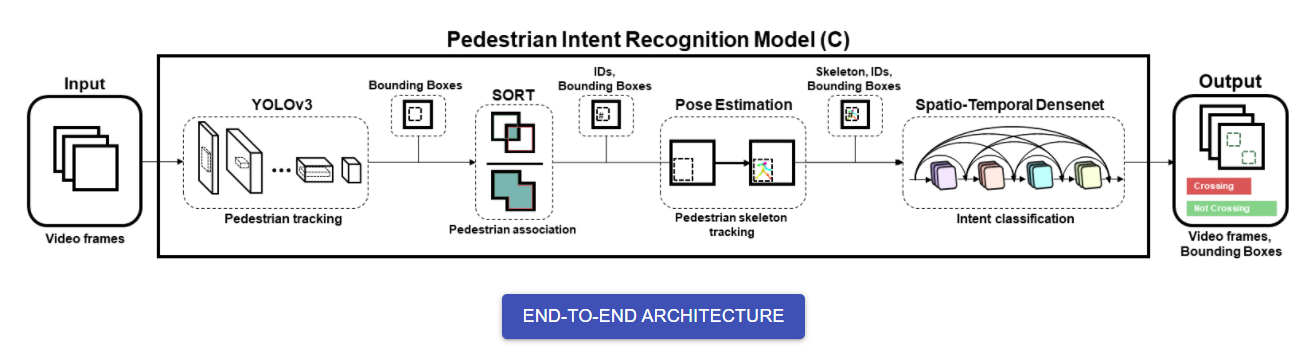 Pedestrian Intent Recognition Model (C)
Input
Video frames
YOLOv3
Pedestrian tracking
Bounding Boxes
SORT
Pedestrian association
IDs,
Bounding Boxes
Pose Estimation
Pedestrian skeleton
tracking
Skeleton, IDs,
Bounding Boxes
Spatio-Temporal Densenet
Intent classification
Output
Crossing
Not Crossing
Video frames,
Bounding Boxes
END-TO-END ARCHITECTURE